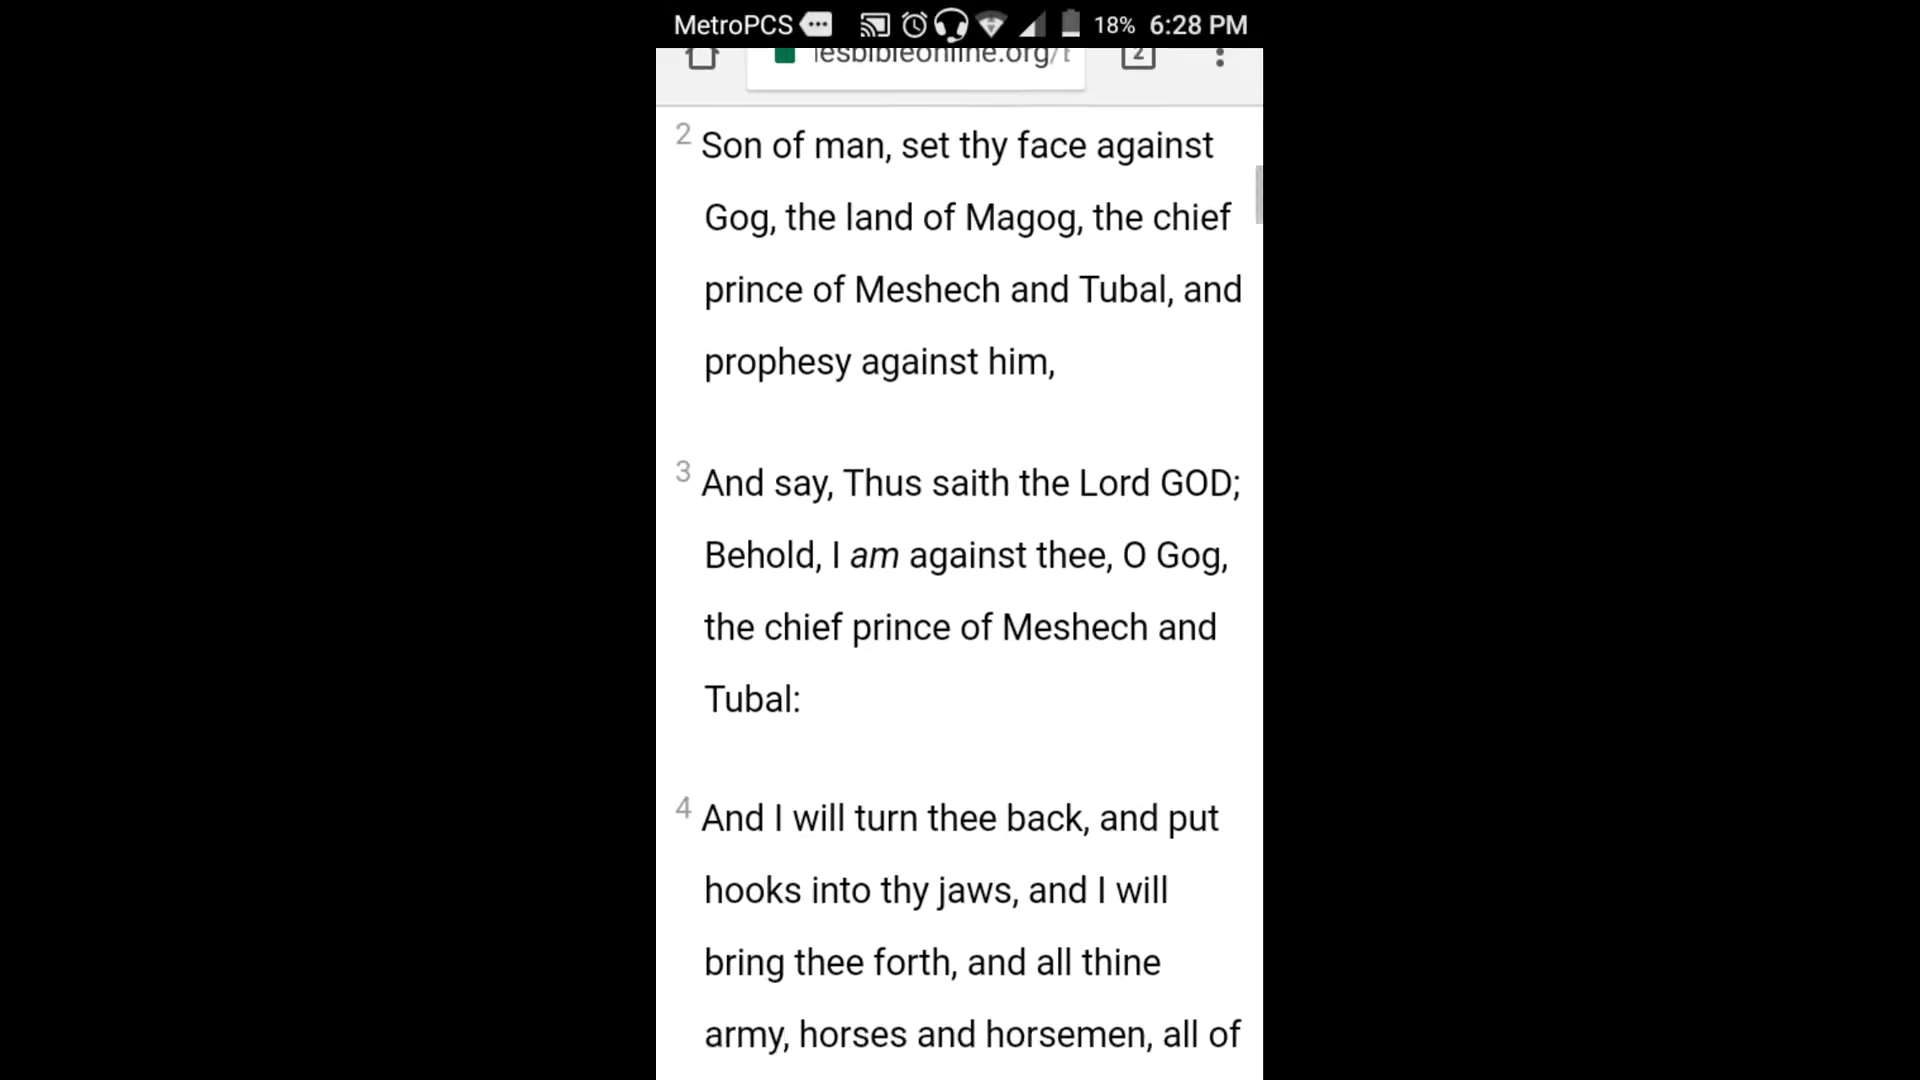 MetroPCS 18% 6:28 PM
lesbibleonline.org/t 2
2 Son of man, set thy face against
Gog, the land of Magog, the chief
prince of Meshech and Tubal, and
prophesy against him,
3 And say, Thus saith the Lord GOD;
Behold, I am against thee, O Gog,
the chief prince of Meshech and
Tubal:
4 And I will turn thee back, and put
hooks into thy jaws, and I will
bring thee forth, and all thine
army, horses and horsemen, all of